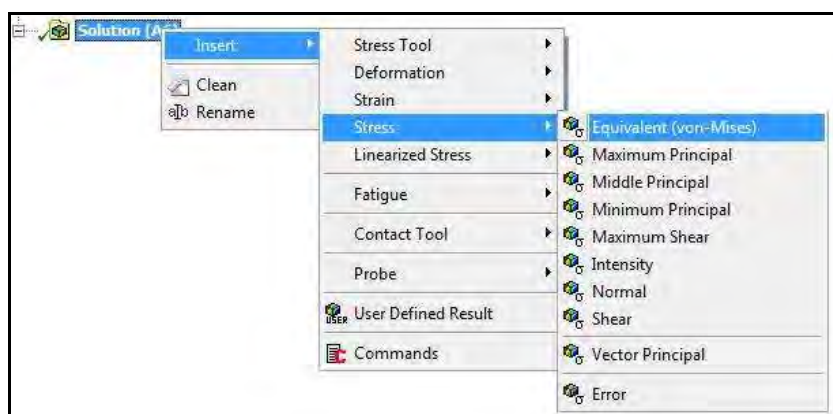 Solution (A6)
Insert
Clean
Rename
Stress Tool
Deformation
Strain
Stress
Linearized Stress
Fatigue
Contact Tool
Probe
USER User Defined Result
Commands
Equivalent (von-Mises)
Maximum Principal
Middle Principal
Minimum Principal
Maximum Shear
Intensity
Normal
Shear
Vector Principal
Error